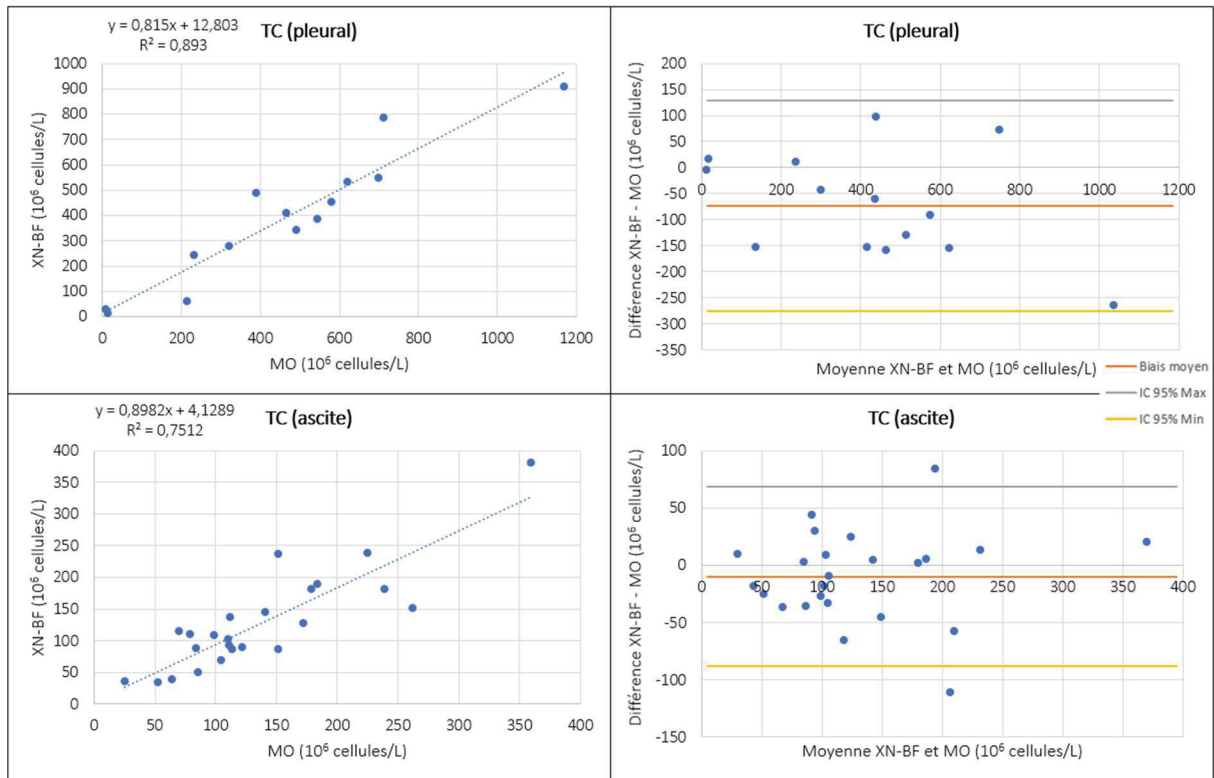 y = 0,815x + 12,803
R² = 0,893
TC (pleural)
XN-BF (10⁶ cellules/L)
1000
900
800
700
600
500
400
300
200
100
0
0 200 400 600 800 1000 1200
MO (10⁶ cellules/L)
TC (pleural)
Différence XN-BF - MO (10⁶ cellules/L)
200
150
100
50
0
-50
-100
-150
-200
-250
-300
-350
0 200 400 600 800 1000 1200
Moyenne XN-BF et MO (10⁶ cellules/L)
Biais moyen
IC 95% Max
IC 95% Min
y = 0,8982x + 4,1289
R² = 0,7512
TC (ascite)
XN-BF (10⁶ cellules/L)
400
350
300
250
200
150
100
50
0
0 50 100 150 200 250 300 350 400
MO (10⁶ cellules/L)
TC (ascite)
Différence XN-BF - MO (10⁶ cellules/L)
100
50
0
-50
-100
-150
0 50 100 150 200 250 300 350 400
Moyenne XN-BF et MO (10⁶ cellules/L)